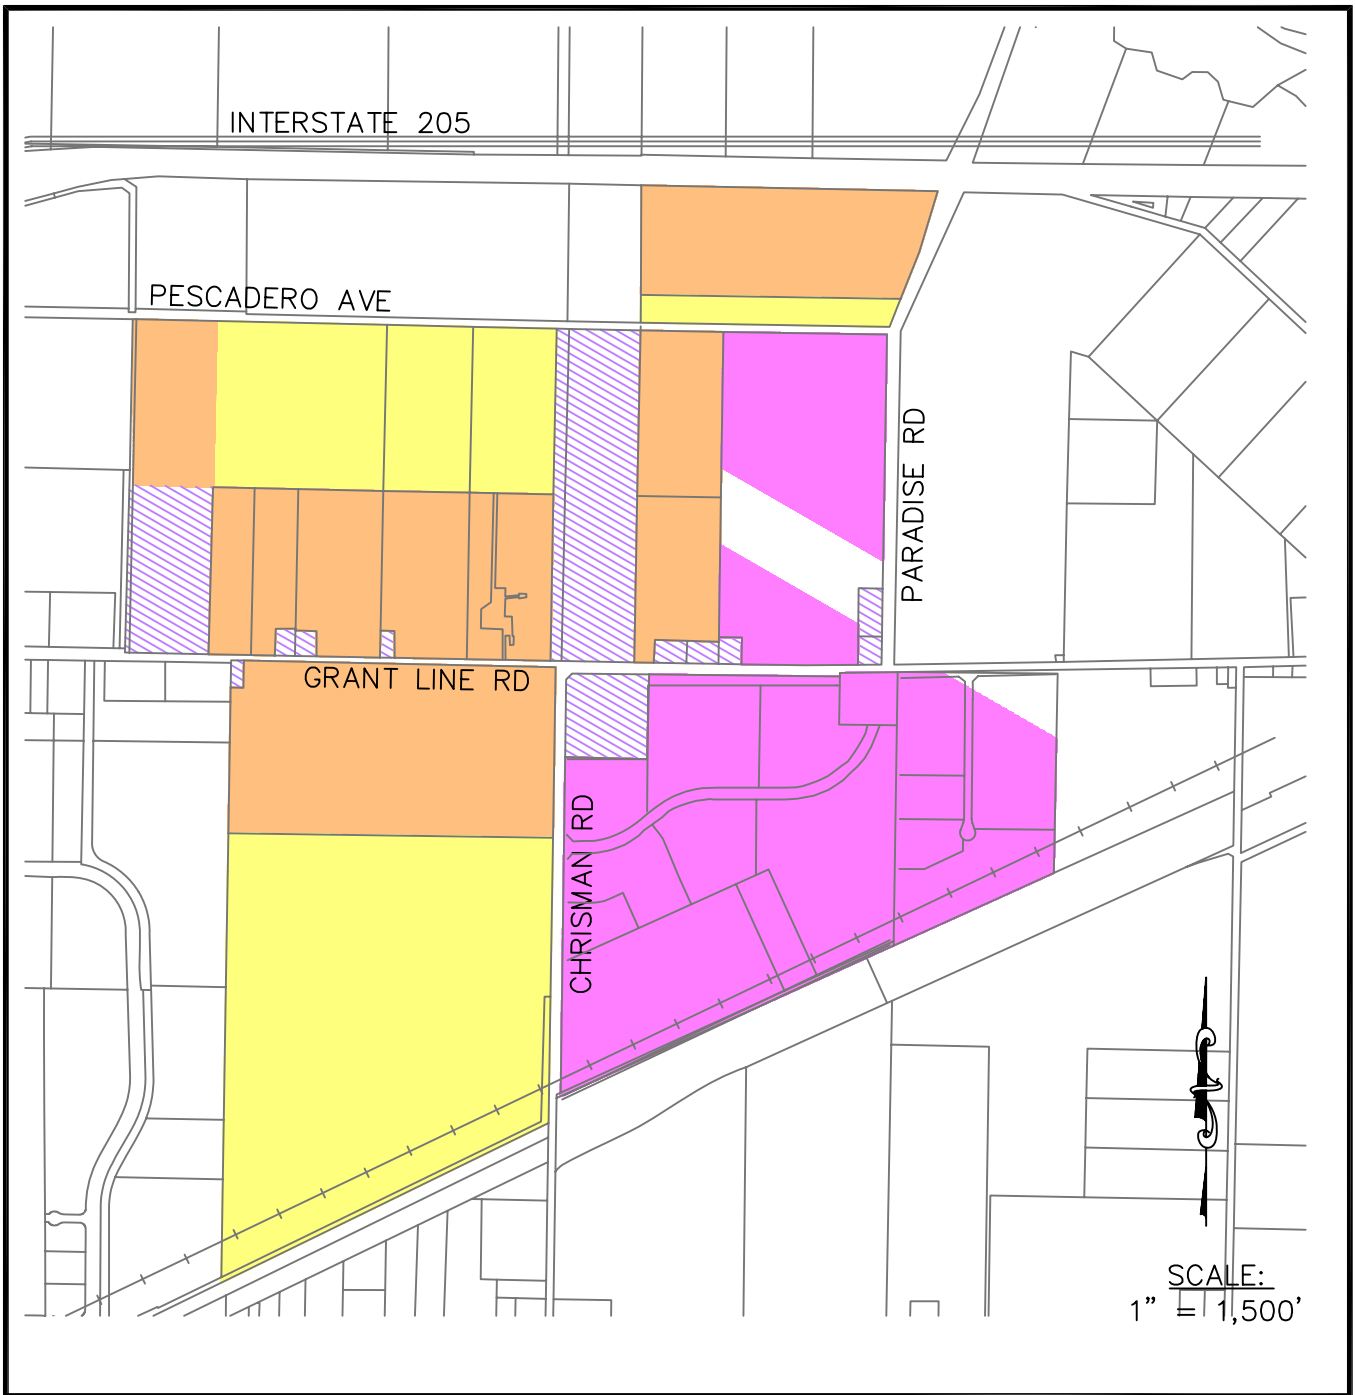 INTERSTATE 205
PESCADERO AVE
PARADISE RD
GRANT LINE RD
CHRISMAN RD
SCALE:
1" = 1,500'